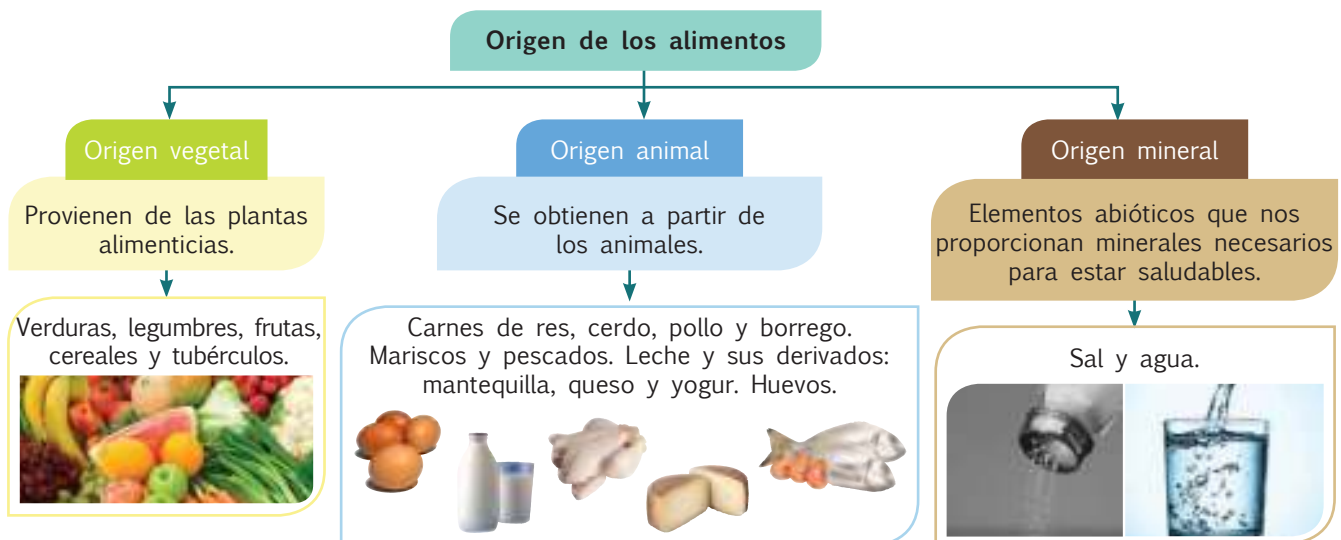 Origen de los alimentos
Origen vegetal
Provienen de las plantas
alimenticias.
Verduras, legumbres, frutas,
cereales y tubérculos.
Origen animal
Se obtienen a partir de
los animales.
Carnes de res, cerdo, pollo y borrego.
Mariscos y pescados. Leche y sus derivados:
mantequilla, queso y yogur. Huevos.
Origen mineral
Elementos abióticos que nos
proporcionan minerales necesarios
para estar saludables.
Sal y agua.